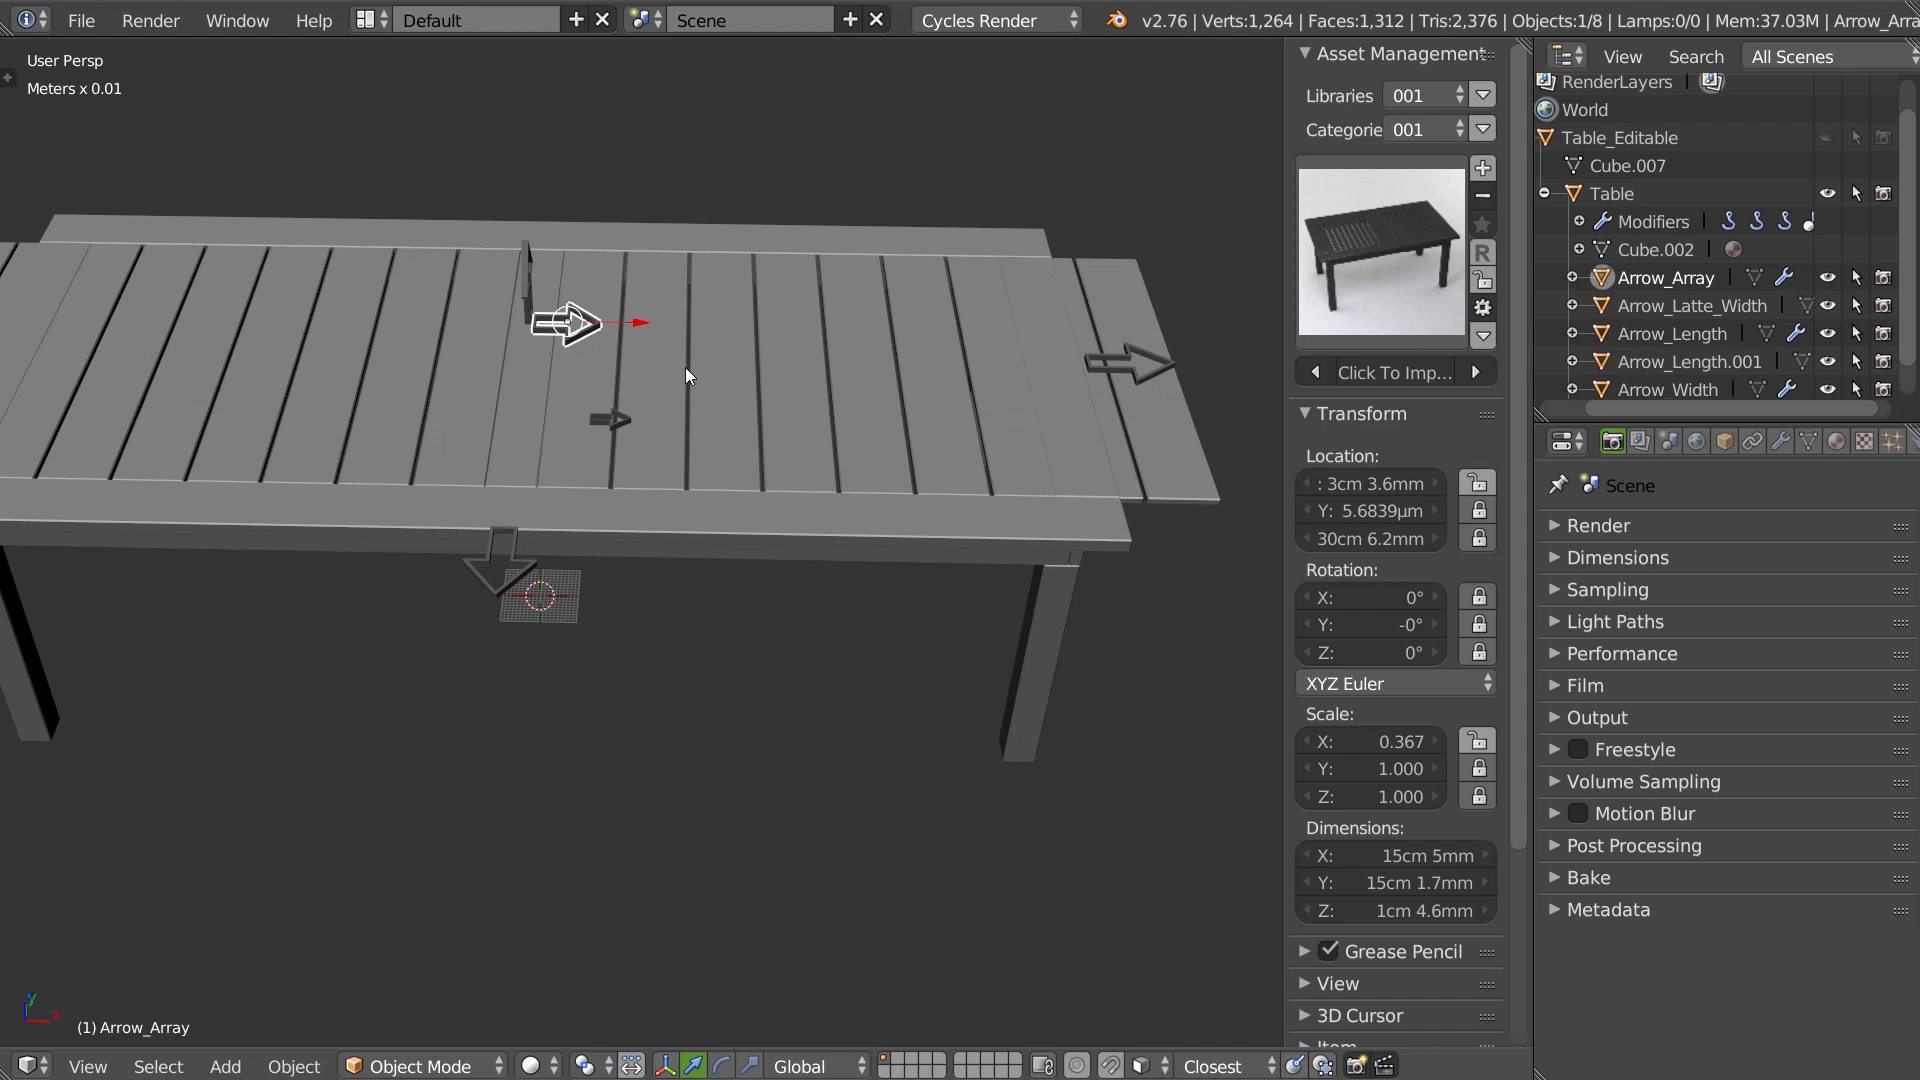 File Render Window Help Default Scene Cycles Render v2.76 | Verts:1,264 | Faces:1,312 | Tris:2,376 | Objects:1/8 | Lamps:0/0 | Mem:37.03M | Arrow_Arra
User Persp
Meters x 0.01
(1) Arrow_Array
View Select Add Object Object Mode Global Closest
Asset Management
Libraries 001
Categorie 001
R
Click To Imp...
Transform
Location:
: 3cm 3.6mm
Y: 5.6839µm
30cm 6.2mm
Rotation:
X: 0°
Y: -0°
Z: 0°
XYZ Euler
Scale:
X: 0.367
Y: 1.000
Z: 1.000
Dimensions:
X: 15cm 5mm
Y: 15cm 1.7mm
Z: 1cm 4.6mm
Grease Pencil
View
3D Cursor
Item
View Search All Scenes
RenderLayers
World
Table_Editable
Cube.007
Table
Modifiers
Cube.002
Arrow_Array
Arrow_Latte_Width
Arrow_Length
Arrow_Length.001
Arrow_Width
Scene
Render
Dimensions
Sampling
Light Paths
Performance
Film
Output
Freestyle
Volume Sampling
Motion Blur
Post Processing
Bake
Metadata
y
x